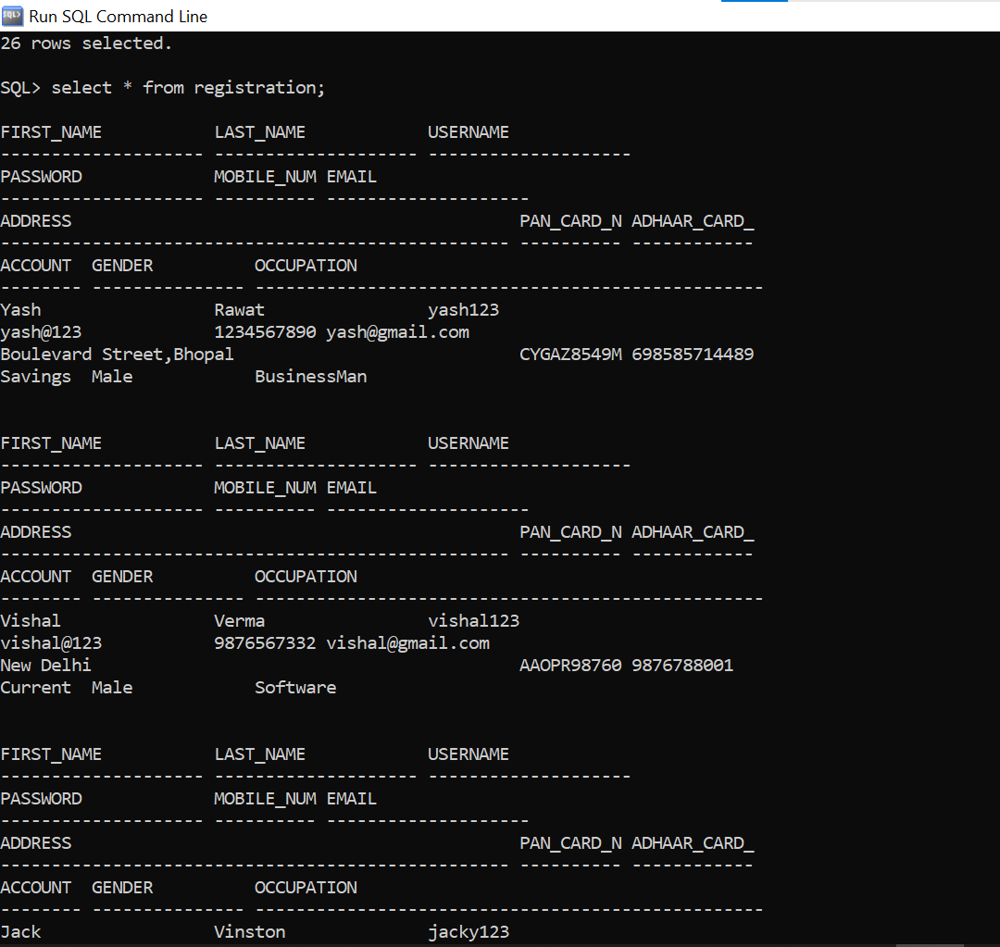 Run SQL Command Line
26 rows selected.
SQL> select * from registration;
FIRST_NAME           LAST_NAME            USERNAME
-------------------- -------------------- --------------------
PASSWORD             MOBILE_NUM EMAIL
-------------------- ---------- --------------------
ADDRESS                                            PAN_CARD_N ADHAAR_CARD_
-------------------------------------------------- ---------- ------------
ACCOUNT  GENDER          OCCUPATION
-------- --------------- --------------------------------------------------
Yash                 Rawat                yash123
yash@123             1234567890 yash@gmail.com
Boulevard Street,Bhopal                            CYGAZ8549M 698585714489
Savings  Male            BusinessMan
FIRST_NAME           LAST_NAME            USERNAME
-------------------- -------------------- --------------------
PASSWORD             MOBILE_NUM EMAIL
-------------------- ---------- --------------------
ADDRESS                                            PAN_CARD_N ADHAAR_CARD_
-------------------------------------------------- ---------- ------------
ACCOUNT  GENDER          OCCUPATION
-------- --------------- --------------------------------------------------
Vishal               Verma                vishal123
vishal@123           9876567332 vishal@gmail.com
New Delhi                                          AAOPR98760 9876788001
Current  Male            Software
FIRST_NAME           LAST_NAME            USERNAME
-------------------- -------------------- --------------------
PASSWORD             MOBILE_NUM EMAIL
-------------------- ---------- --------------------
ADDRESS                                            PAN_CARD_N ADHAAR_CARD_
-------------------------------------------------- ---------- ------------
ACCOUNT  GENDER          OCCUPATION
-------- --------------- --------------------------------------------------
Jack                 Vinston              jacky123